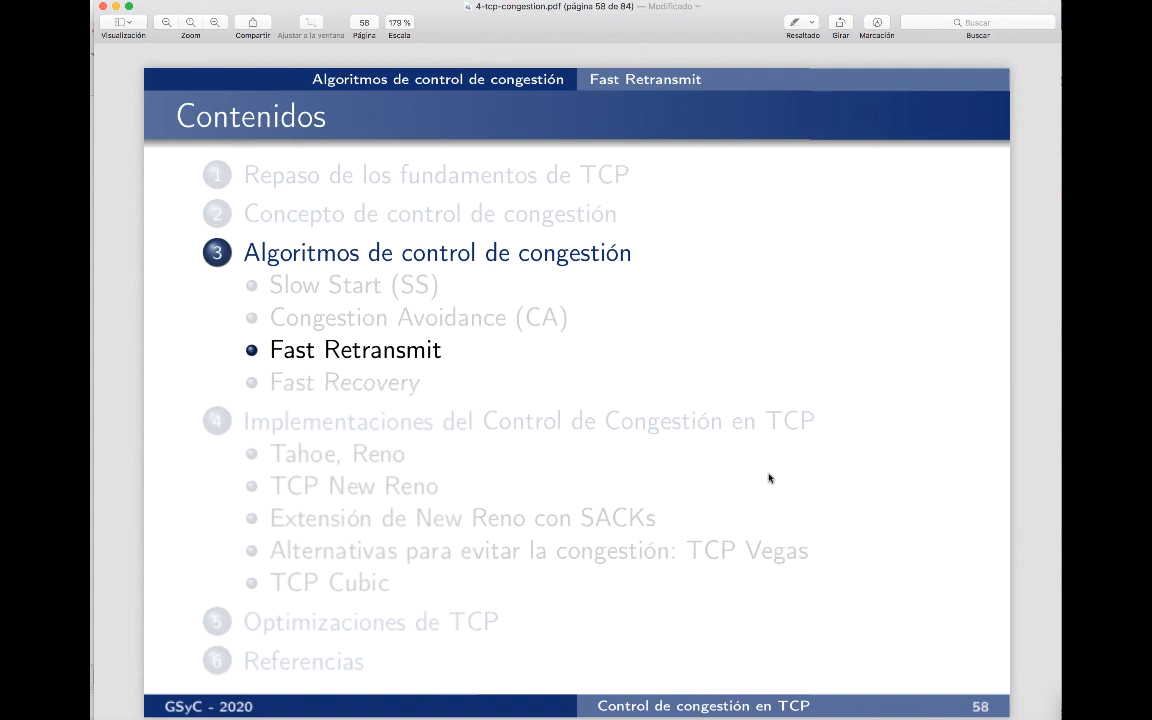 4-tcp-congestion.pdf (página 58 de 84) — Modificado
58
179 %
Buscar
Visualización
Zoom
Compartir
Ajustar a la ventana
Página
Escala
Resaltado
Girar
Marcación
Buscar
Algoritmos de control de congestión
Fast Retransmit
Contenidos
1 Repaso de los fundamentos de TCP
2 Concepto de control de congestión
3 Algoritmos de control de congestión
Slow Start (SS)
Congestion Avoidance (CA)
Fast Retransmit
Fast Recovery
4 Implementaciones del Control de Congestión en TCP
Tahoe, Reno
TCP New Reno
Extensión de New Reno con SACKs
Alternativas para evitar la congestión: TCP Vegas
TCP Cubic
5 Optimizaciones de TCP
6 Referencias
GSyC - 2020
Control de congestión en TCP
58